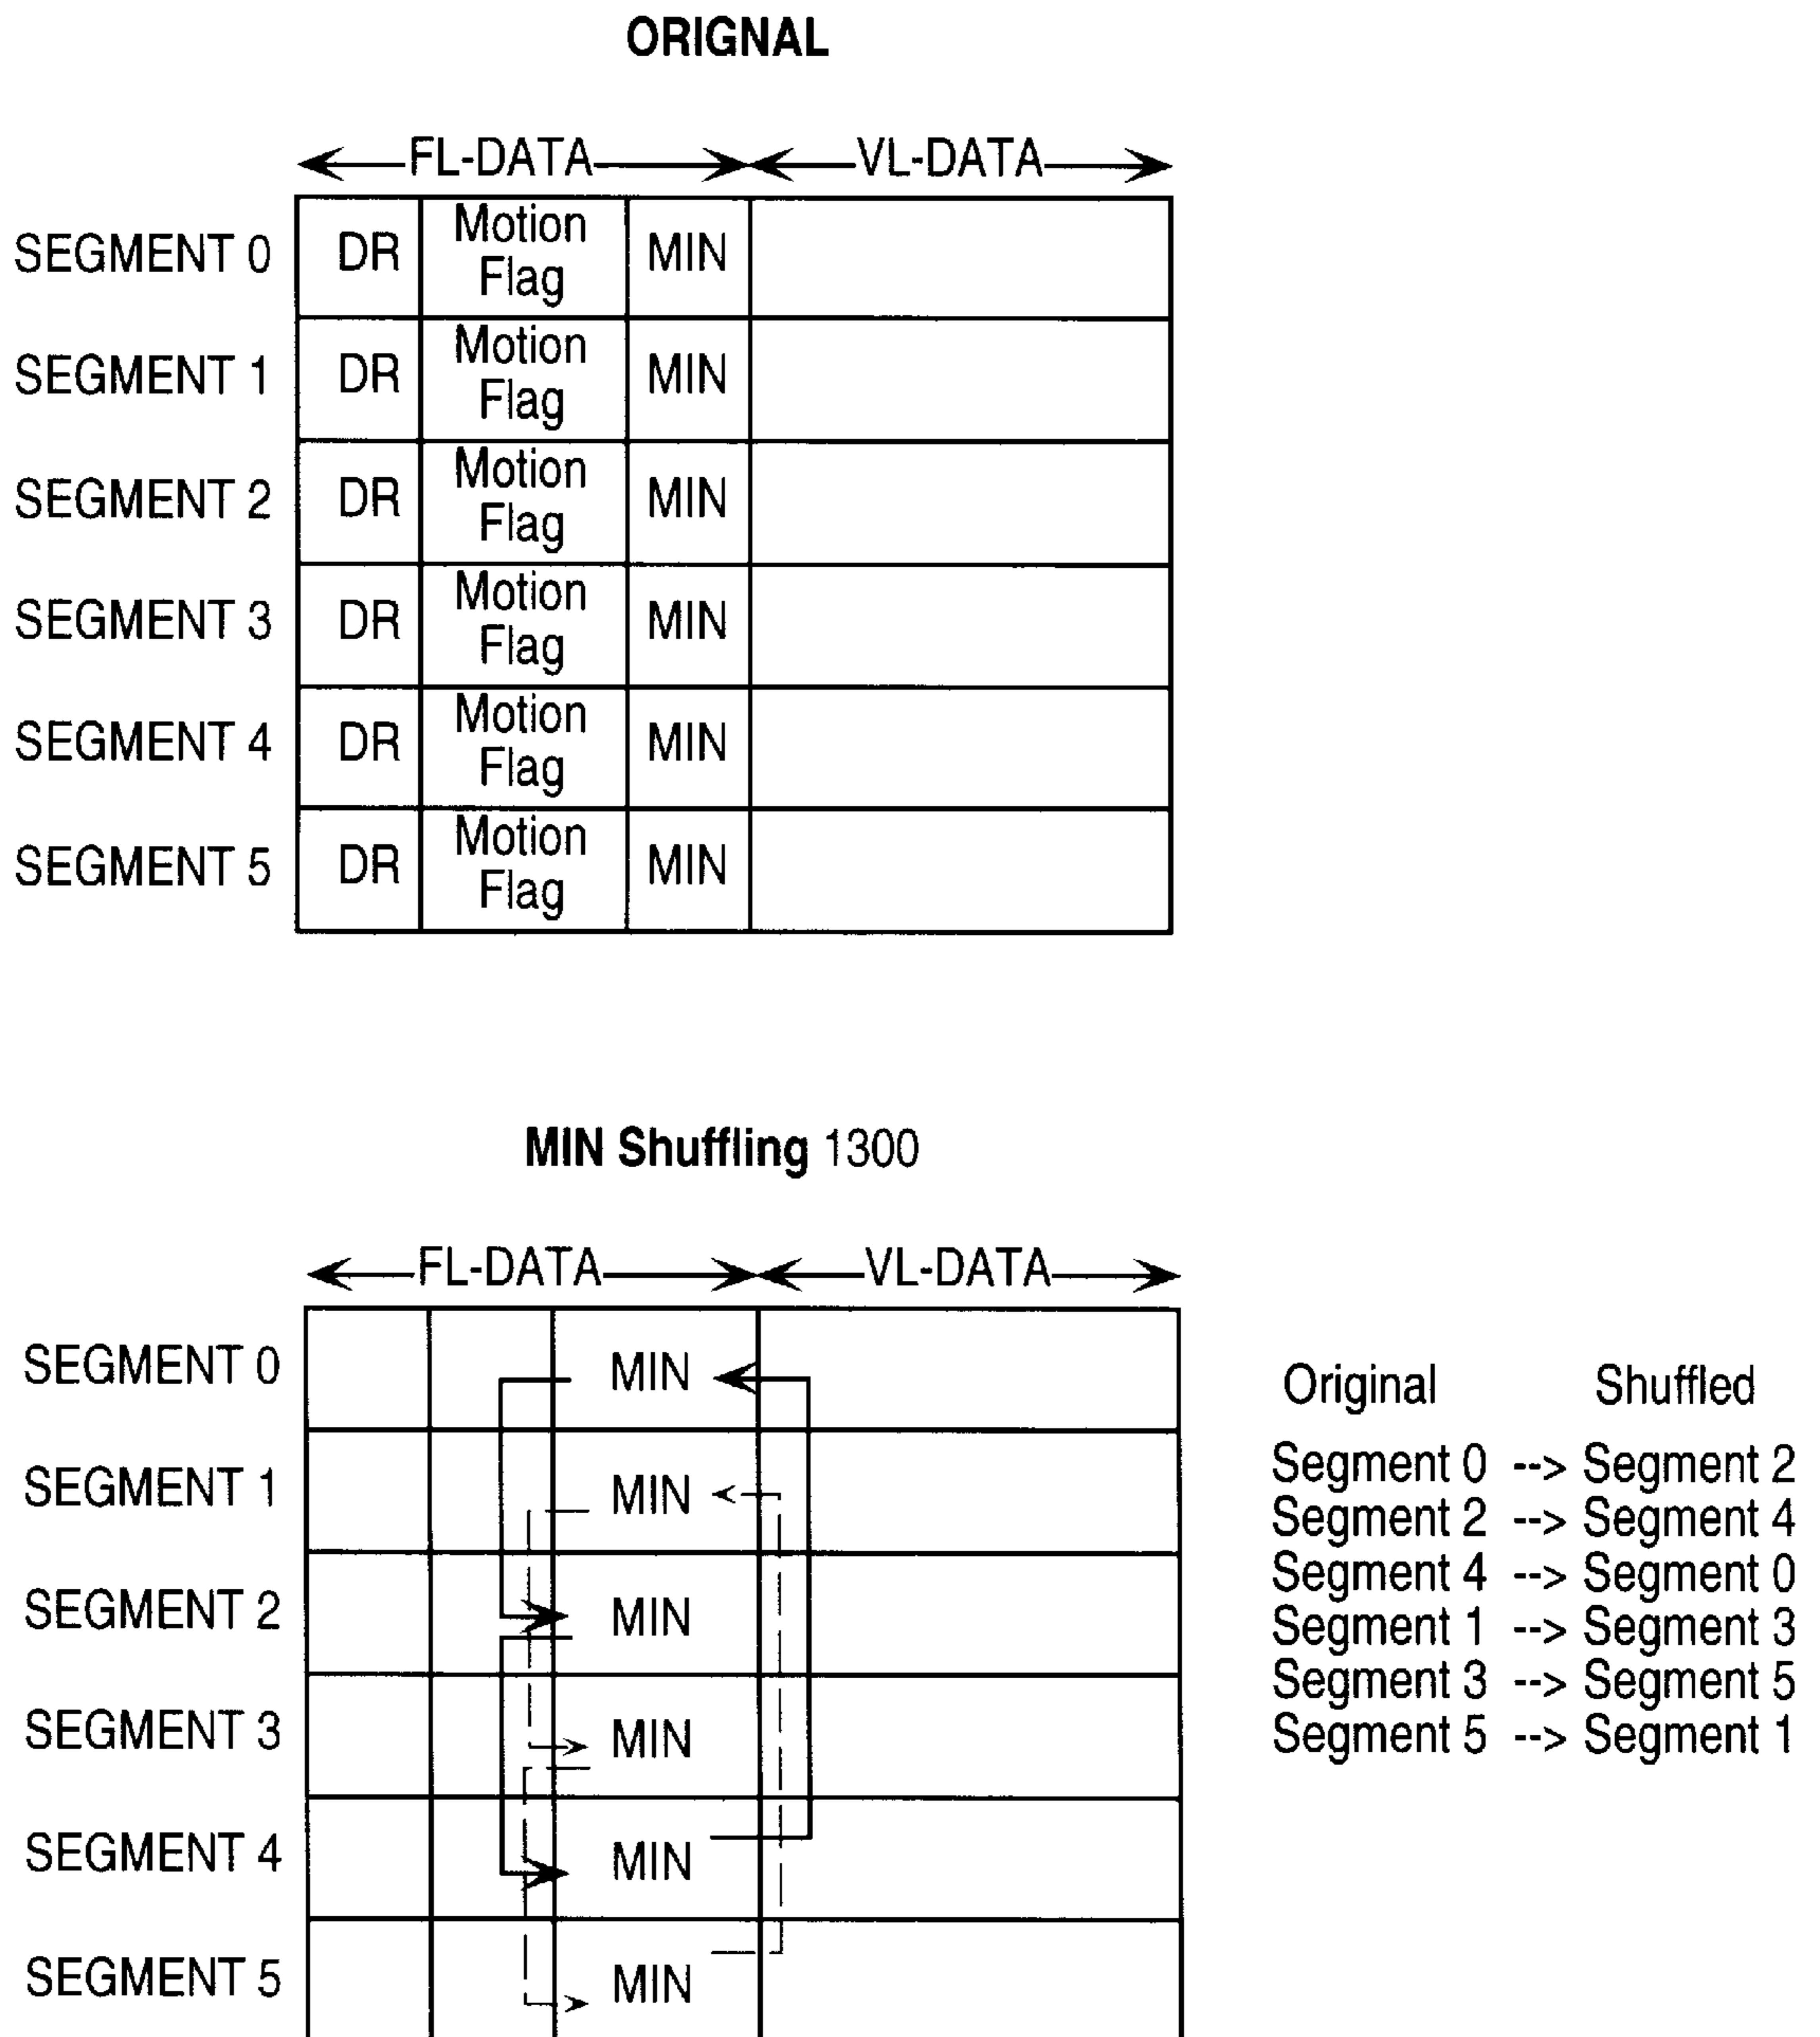 ORIGNAL
FL-DATA VL-DATA
SEGMENT 0 DR Motion Flag MIN
SEGMENT 1 DR Motion Flag MIN
SEGMENT 2 DR Motion Flag MIN
SEGMENT 3 DR Motion Flag MIN
SEGMENT 4 DR Motion Flag MIN
SEGMENT 5 DR Motion Flag MIN
MIN Shuffling 1300
FL-DATA VL-DATA
SEGMENT 0 MIN
SEGMENT 1 MIN
SEGMENT 2 MIN
SEGMENT 3 MIN
SEGMENT 4 MIN
SEGMENT 5 MIN
Original Shuffled
Segment 0 --> Segment 2
Segment 2 --> Segment 4
Segment 4 --> Segment 0
Segment 1 --> Segment 3
Segment 3 --> Segment 5
Segment 5 --> Segment 1